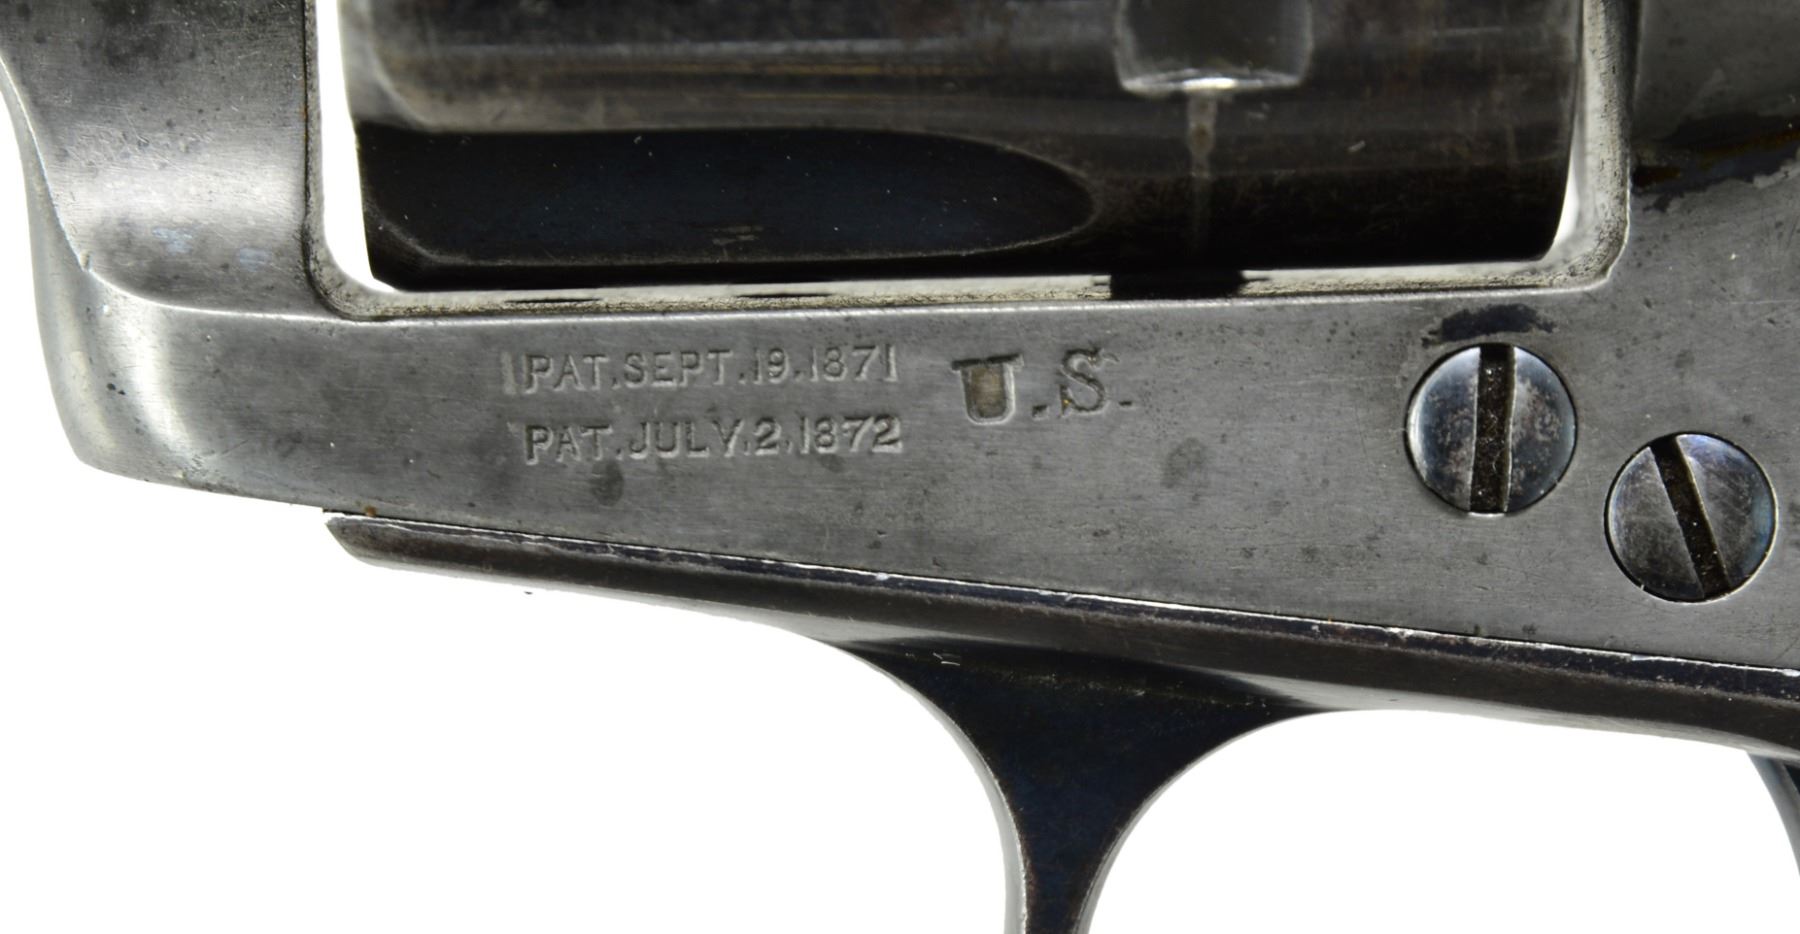 PAT. SEPT. 19. 1871
PAT. JULY. 2. 1872
U.S.